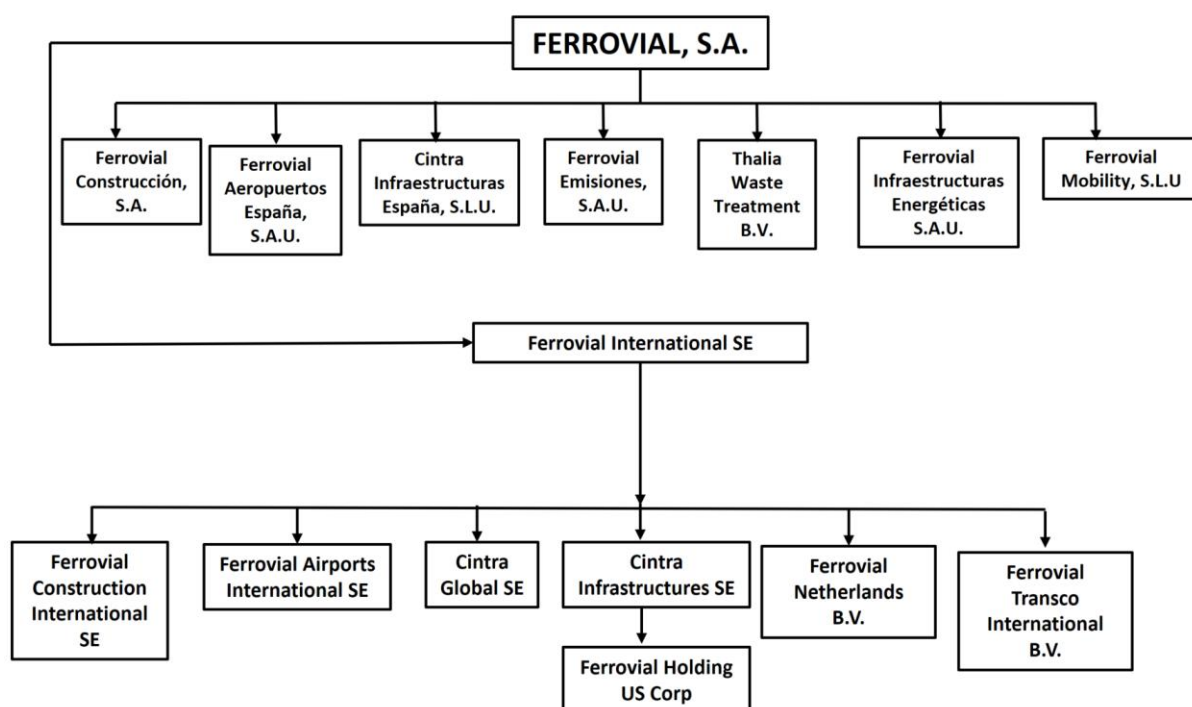 FERROVIAL, S.A.
Ferrovial
Construcción,
S.A.
Ferrovial
Aeropuertos
España,
S.A.U.
Cintra
Infraestructuras
España, S.L.U.
Ferrovial
Emisiones,
S.A.U.
Thalia
Waste
Treatment
B.V.
Ferrovial
Infraestructuras
Energéticas
S.A.U.
Ferrovial
Mobility, S.L.U
Ferrovial International SE
Ferrovial
Construction
International
SE
Ferrovial Airports
International SE
Cintra
Global SE
Cintra
Infrastructures SE
Ferrovial
Netherlands
B.V.
Ferrovial
Transco
International
B.V.
Ferrovial Holding
US Corp